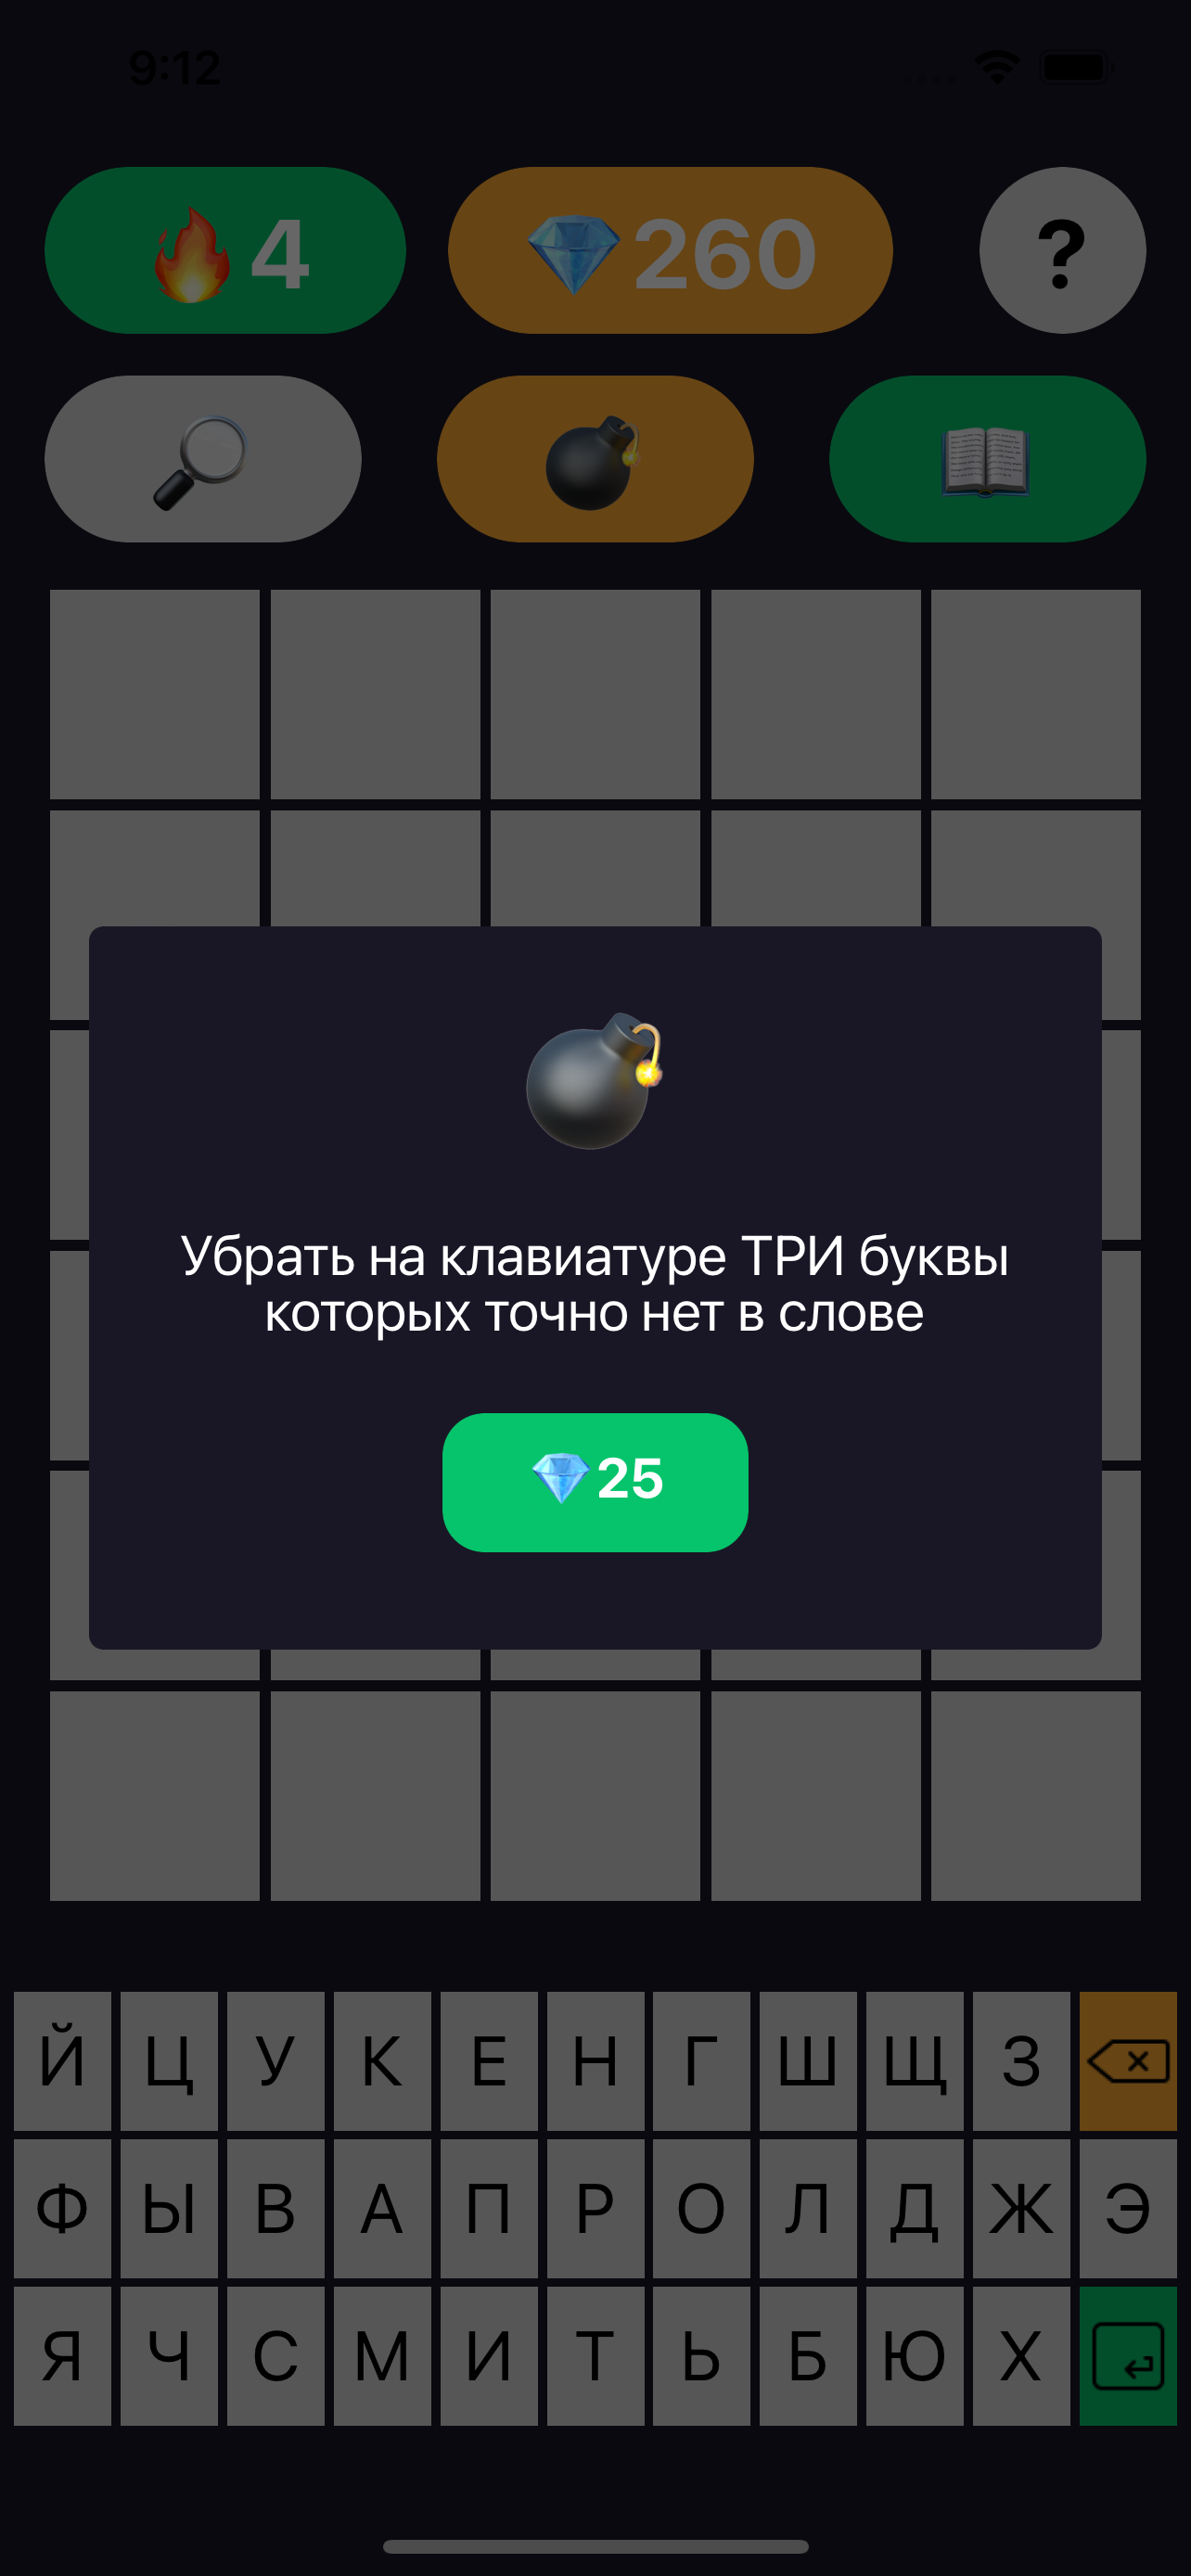 9:12
4
260
?
Убрать на клавиатуре ТРИ буквы
которых точно нет в слове
25
Й Ц У К Е Н Г Ш Щ З
Ф Ы В А П Р О Л Д Ж Э
Я Ч С М И Т Ь Б Ю Х